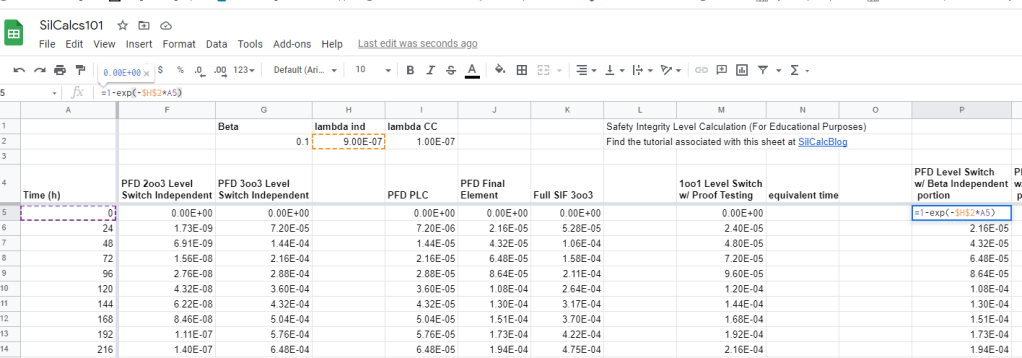 SilCalcs101
File Edit View Insert Format Data Tools Add-ons Help Last edit was seconds ago
0.00E+00 × $ % .0 .00 123 Default (Ari... 10 B I S A
5 fx =1-exp(-$H$2*A5)
A F G H I J K L M N O P
1 Beta lambda ind lambda CC Safety Integrity Level Calculation (For Educational Purposes)
2 0.1 9.00E-07 1.00E-07 Find the tutorial associated with this sheet at SilCalcBlog
3
4 Time (h) PFD 2oo3 Level Switch Independent PFD 3oo3 Level Switch Independent PFD PLC PFD Final Element Full SIF 3oo3 1oo1 Level Switch w/ Proof Testing equivalent time PFD Level Switch w/ Beta Independent portion
5 0 0.00E+00 0.00E+00 0.00E+00 0.00E+00 0.00E+00 0.00E+00 =1-exp(-$H$2*A5)
6 24 1.73E-09 7.20E-05 7.20E-06 2.16E-05 5.28E-05 2.40E-05 2.16E-05
7 48 6.91E-09 1.44E-04 1.44E-05 4.32E-05 1.06E-04 4.80E-05 4.32E-05
8 72 1.56E-08 2.16E-04 2.16E-05 6.48E-05 1.58E-04 7.20E-05 6.48E-05
9 96 2.76E-08 2.88E-04 2.88E-05 8.64E-05 2.11E-04 9.60E-05 8.64E-05
10 120 4.32E-08 3.60E-04 3.60E-05 1.08E-04 2.64E-04 1.20E-04 1.08E-04
11 144 6.22E-08 4.32E-04 4.32E-05 1.30E-04 3.17E-04 1.44E-04 1.30E-04
12 168 8.46E-08 5.04E-04 5.04E-05 1.51E-04 3.70E-04 1.68E-04 1.51E-04
13 192 1.11E-07 5.76E-04 5.76E-05 1.73E-04 4.22E-04 1.92E-04 1.73E-04
14 216 1.40E-07 6.48E-04 6.48E-05 1.94E-04 4.75E-04 2.16E-04 1.94E-04